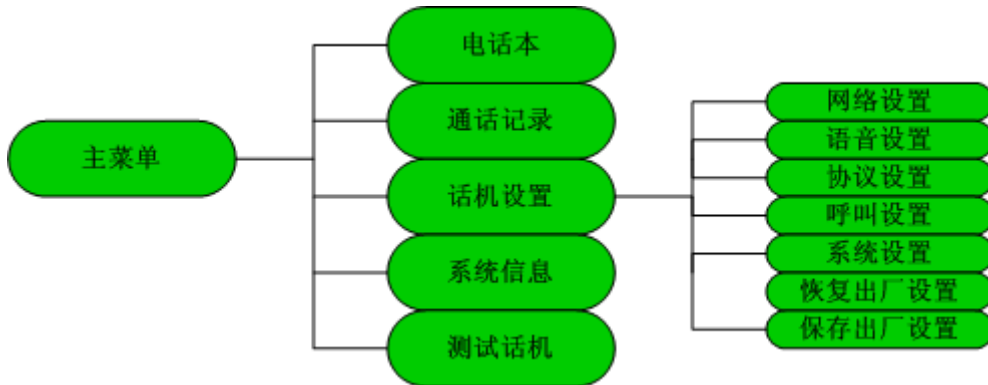 主菜单
电话本
通话记录
话机设置
系统信息
测试话机
网络设置
语音设置
协议设置
呼叫设置
系统设置
恢复出厂设置
保存出厂设置